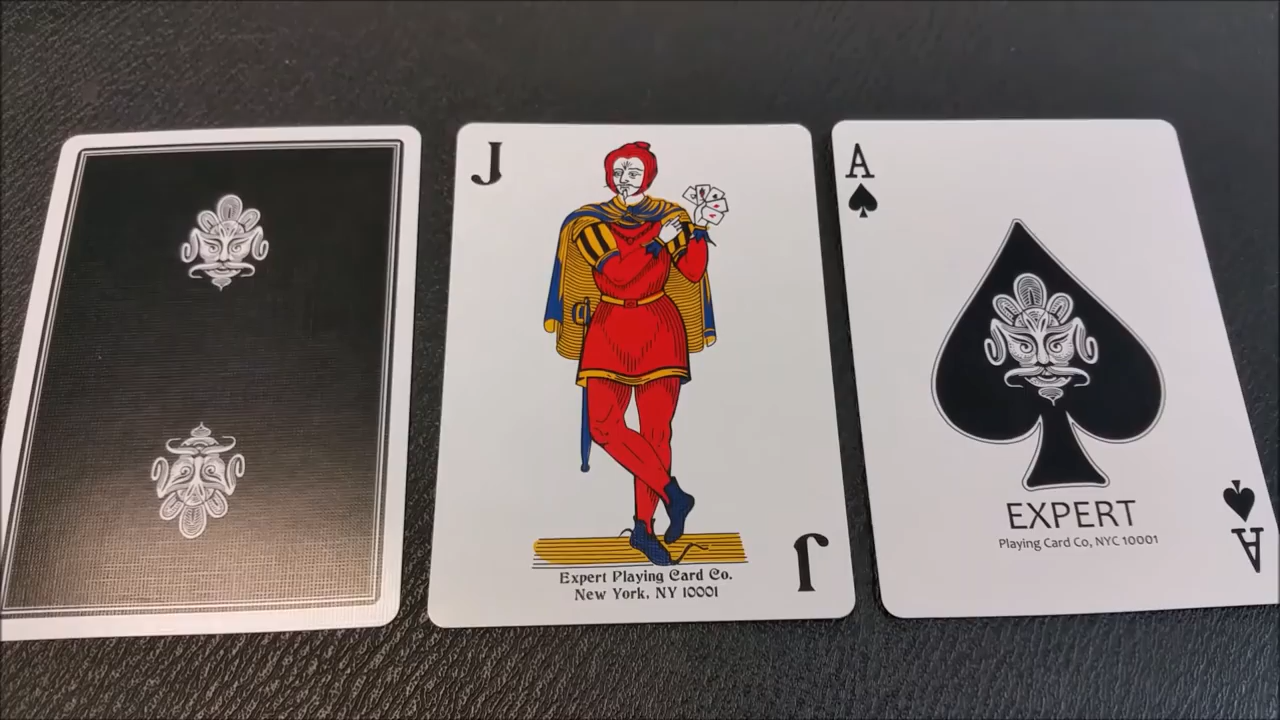 J
Expert Playing Card Co.
New York, NY 10001
J
A
EXPERT
Playing Card Co, NYC 10001
A